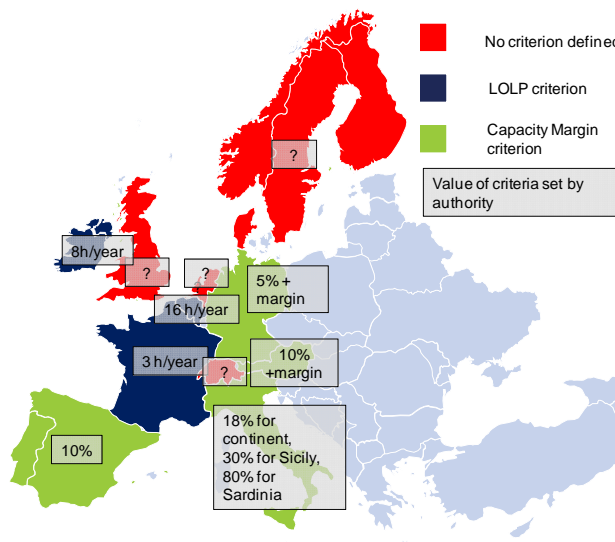 No criterion defined
LOLP criterion
Capacity Margin
criterion
Value of criteria set by
authority
?
8h/year
?
?
5% +
margin
16 h/year
3 h/year
?
10%
+margin
18% for
continent,
30% for Sicily,
80% for
Sardinia
10%